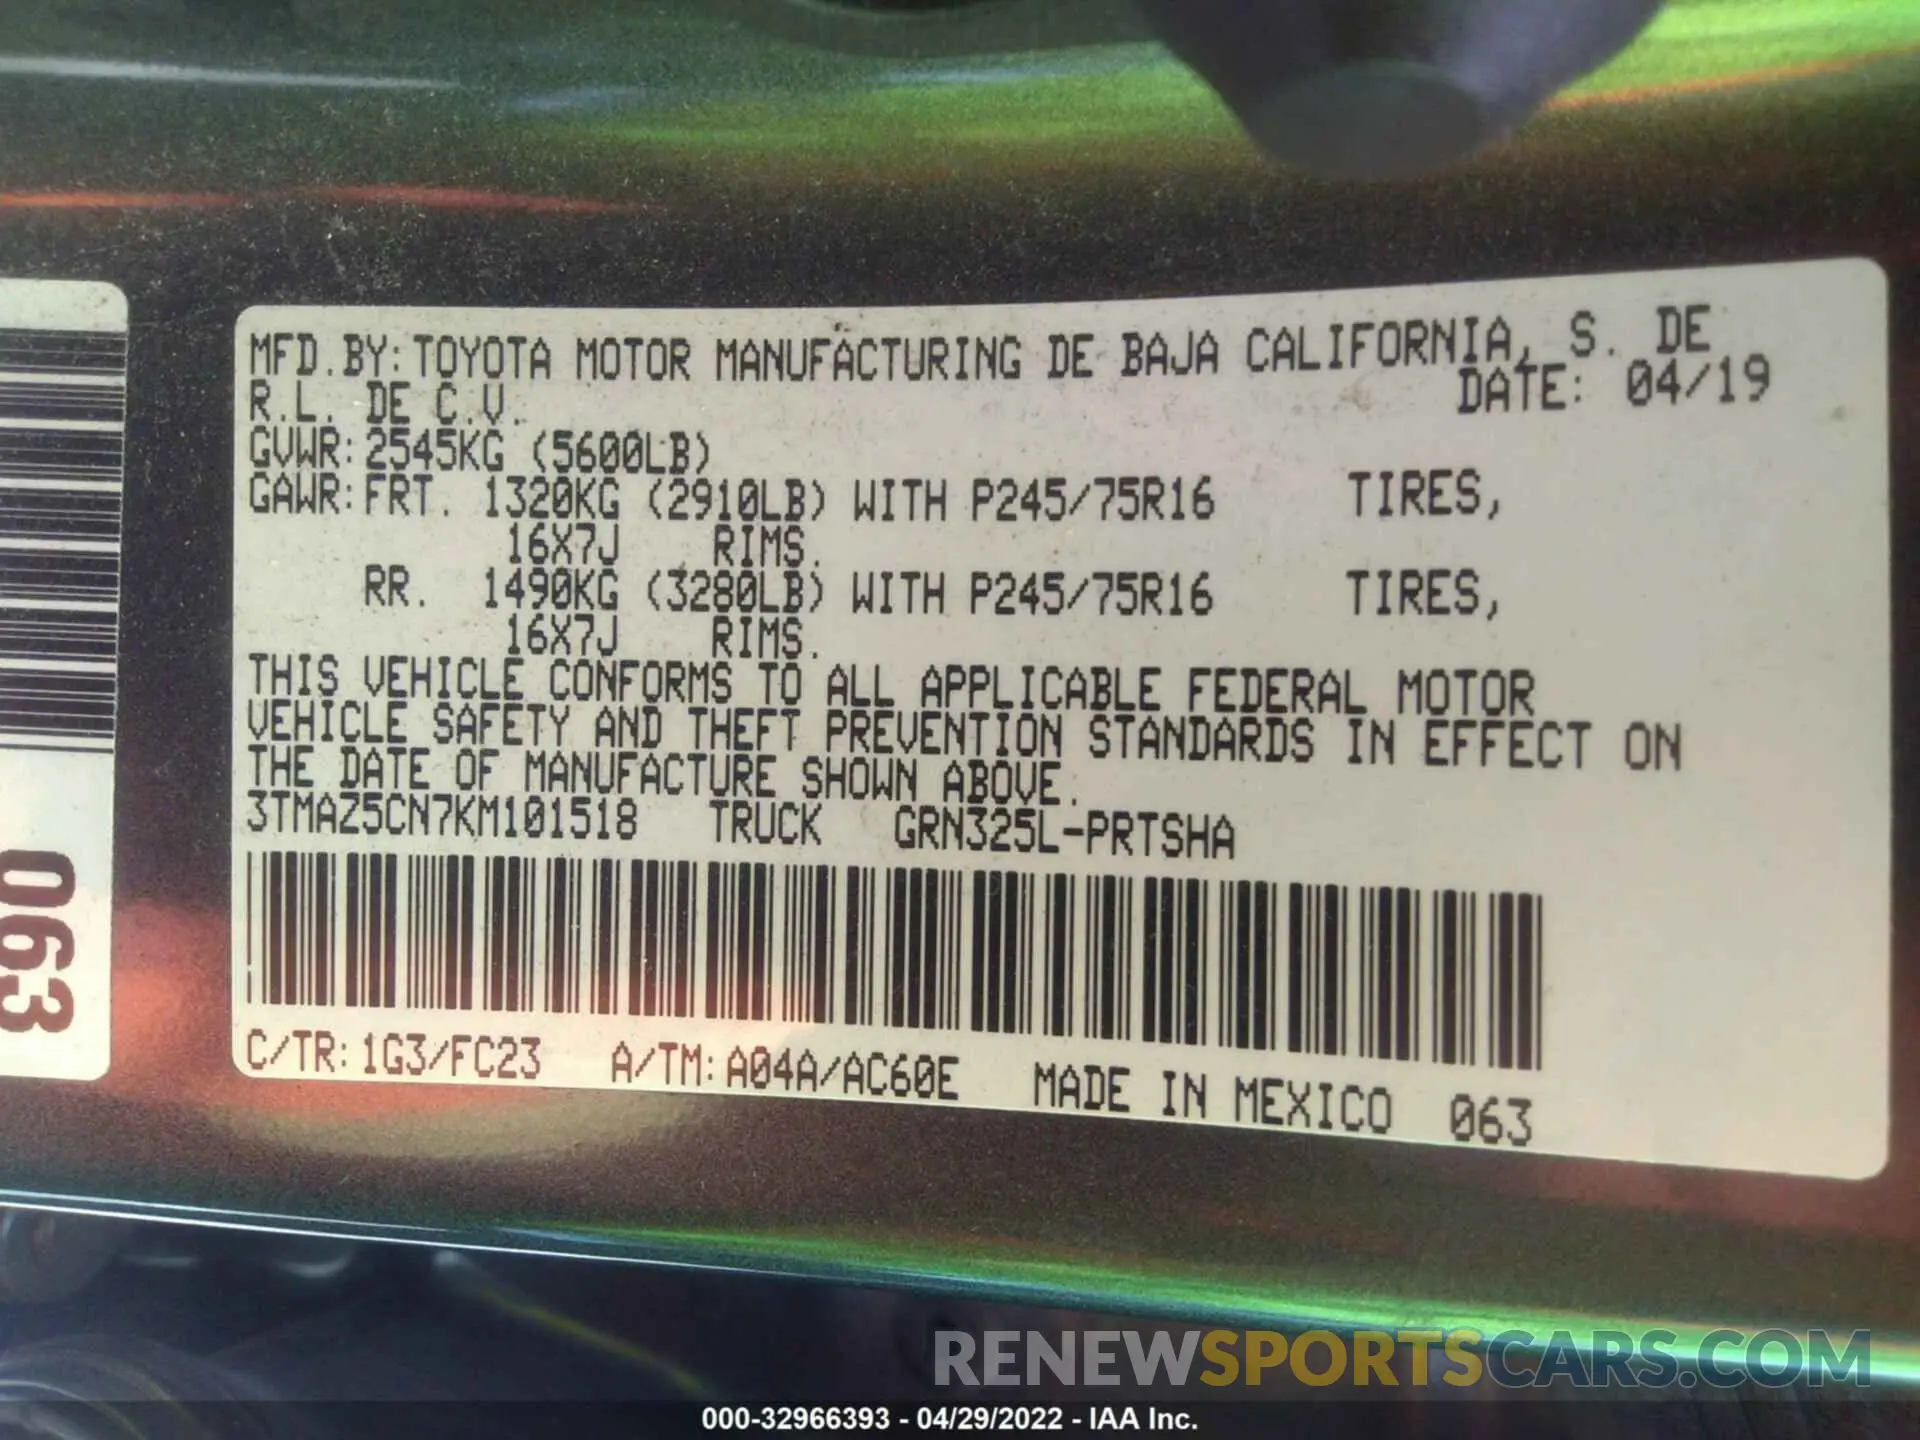 MFD.BY:TOYOTA MOTOR MANUFACTURING DE BAJA CALIFORNIA, S. DE
R.L. DE C.V. DATE: 04/19
GVWR:2545KG (5600LB)
GAWR:FRT. 1320KG (2910LB) WITH P245/75R16 TIRES,
16X7J RIMS.
RR. 1490KG (3280LB) WITH P245/75R16 TIRES,
16X7J RIMS.
THIS VEHICLE CONFORMS TO ALL APPLICABLE FEDERAL MOTOR
VEHICLE SAFETY AND THEFT PREVENTION STANDARDS IN EFFECT ON
THE DATE OF MANUFACTURE SHOWN ABOVE.
3TMAZ5CN7KM101518 TRUCK GRN325L-PRTSHA
C/TR:1G3/FC23 A/TM:A04A/AC60E MADE IN MEXICO 063
063
RENEWSPORTSCARS.COM
000-32966393 - 04/29/2022 - IAA Inc.